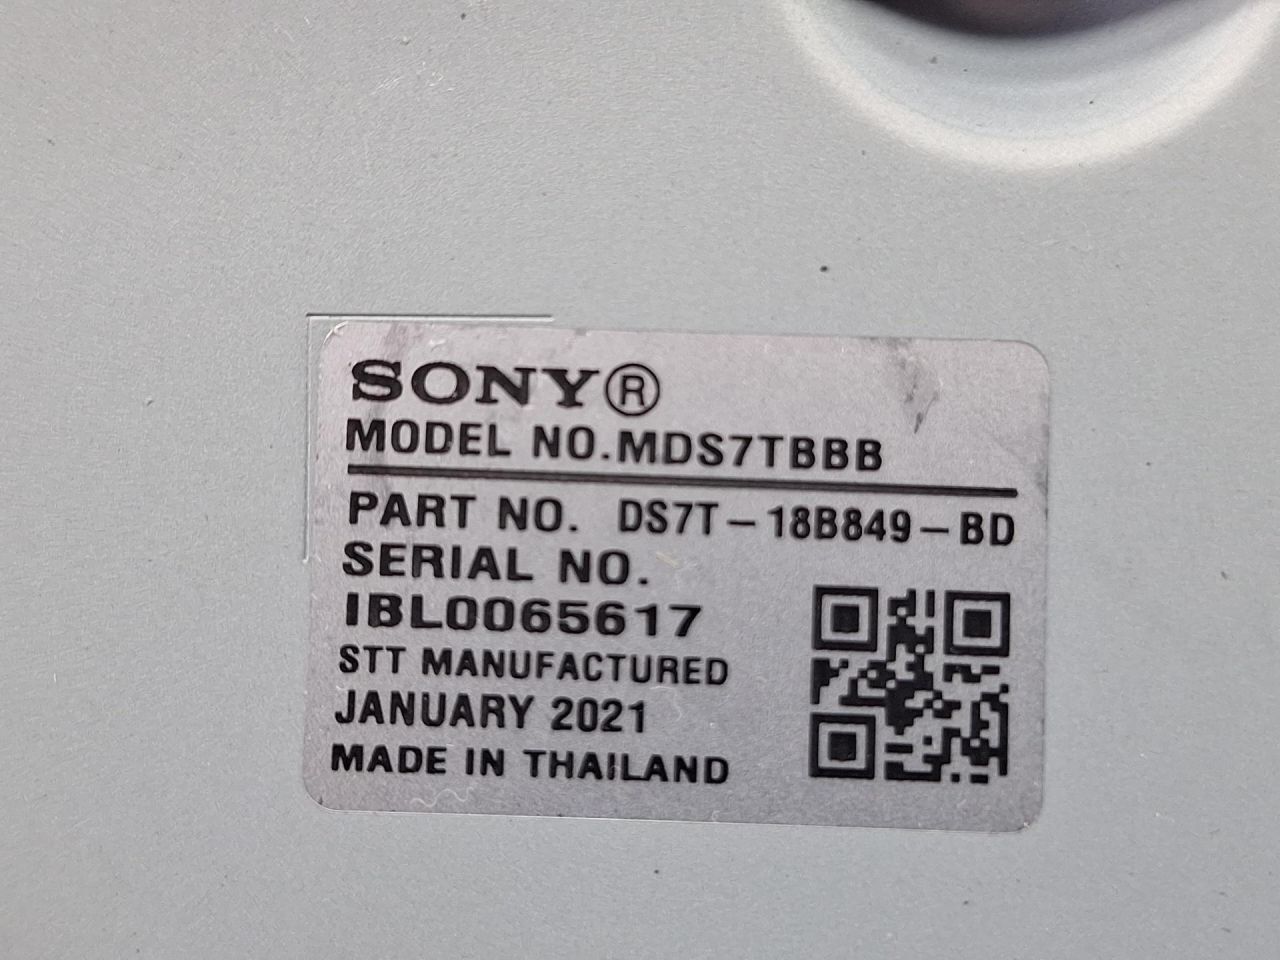 SONY®
MODEL NO.MDS7TBBB
PART NO. DS7T-18B849-BD
SERIAL NO.
IBL0065617
STT MANUFACTURED
JANUARY 2021
MADE IN THAILAND